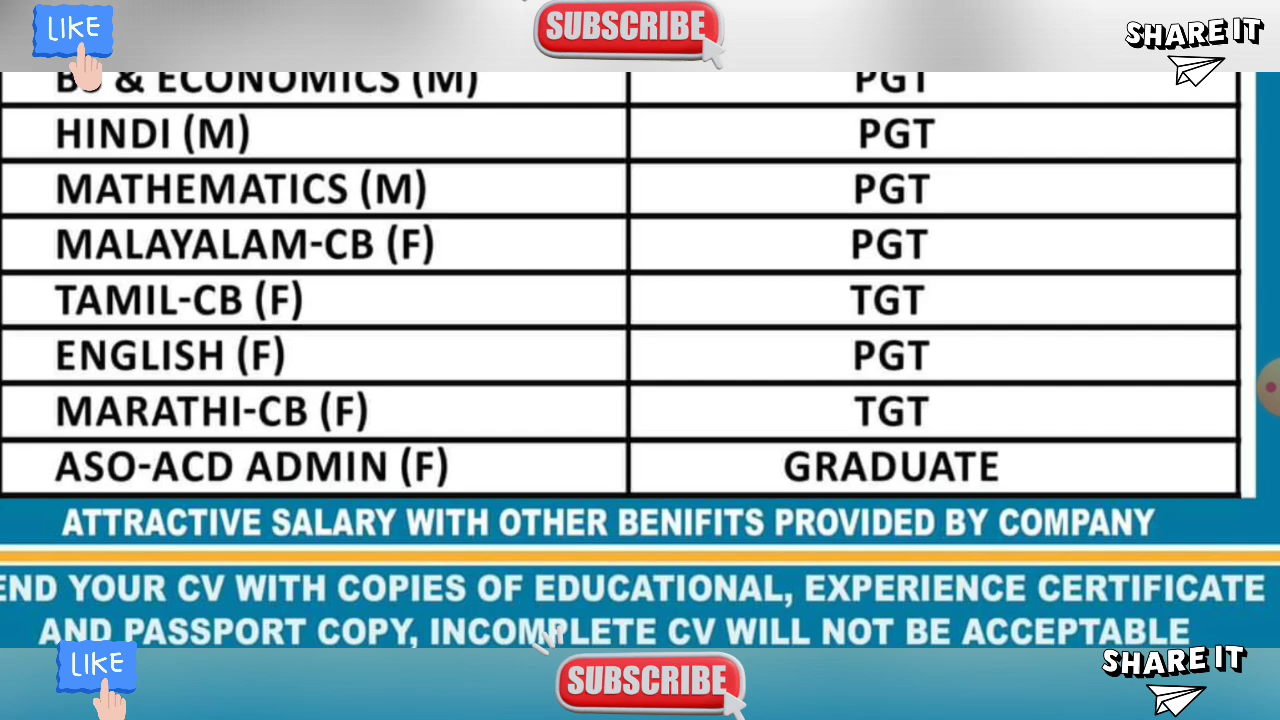 LIKE
SUBSCRIBE
SHARE IT
& ECONOMICS (M) PGT
HINDI (M) PGT
MATHEMATICS (M) PGT
MALAYALAM-CB (F) PGT
TAMIL-CB (F) TGT
ENGLISH (F) PGT
MARATHI-CB (F) TGT
ASO-ACD ADMIN (F) GRADUATE
ATTRACTIVE SALARY WITH OTHER BENIFITS PROVIDED BY COMPANY
END YOUR CV WITH COPIES OF EDUCATIONAL, EXPERIENCE CERTIFICATE
AND PASSPORT COPY, INCOMPLETE CV WILL NOT BE ACCEPTABLE
LIKE
SUBSCRIBE
SHARE IT